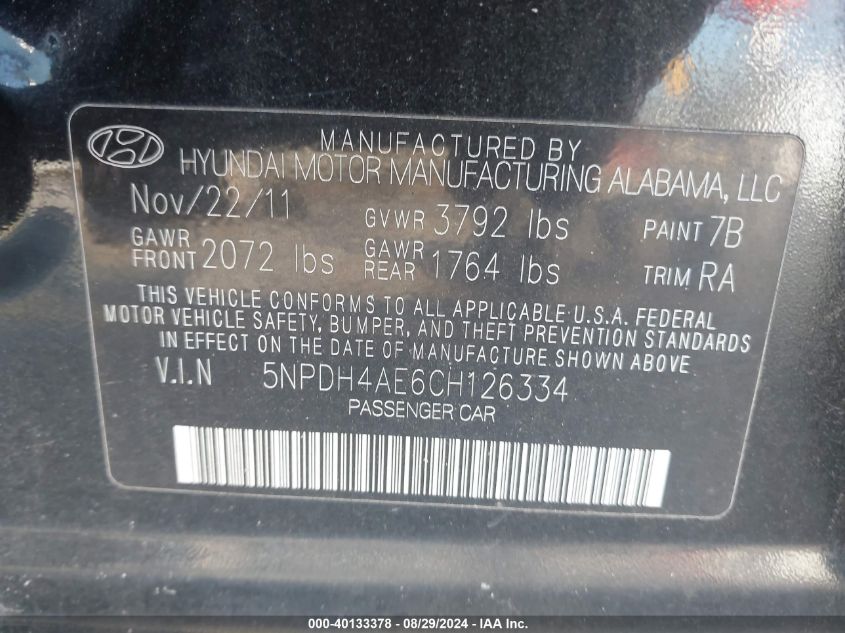 MANUFACTURED BY
HYUNDAI MOTOR MANUFACTURING ALABAMA, LLC
Nov/22/11 GVWR 3792 lbs PAINT 7B
GAWR FRONT 2072 lbs GAWR REAR 1764 lbs TRIM RA
THIS VEHICLE CONFORMS TO ALL APPLICABLE U.S.A. FEDERAL
MOTOR VEHICLE SAFETY, BUMPER, AND THEFT PREVENTION STANDARDS
IN EFFECT ON THE DATE OF MANUFACTURE SHOWN ABOVE
V.I.N 5NPDH4AE6CH126334
PASSENGER CAR
000-40133378 - 08/29/2024 - IAA Inc.